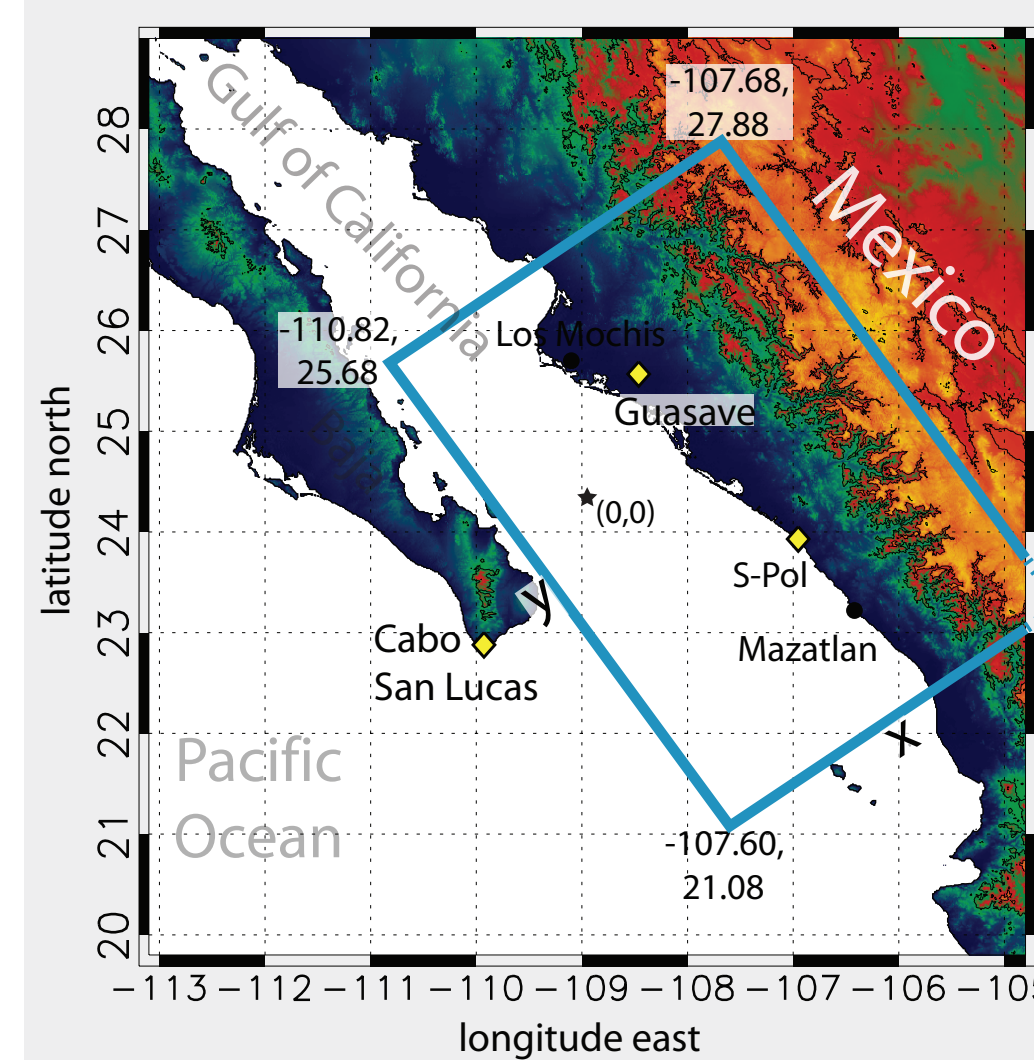 Gulf of California
-107.68,
27.88
Mexico
-110.82,
25.68
Los Mochis
Guasave
Baja
(0,0)
S-Pol
y
Cabo
San Lucas
Mazatlan
x
Pacific
Ocean
-107.60,
21.08
28
27
26
25
24
23
22
21
20
latitude north
-113 -112 -111 -110 -109 -108 -107 -106 -105
longitude east